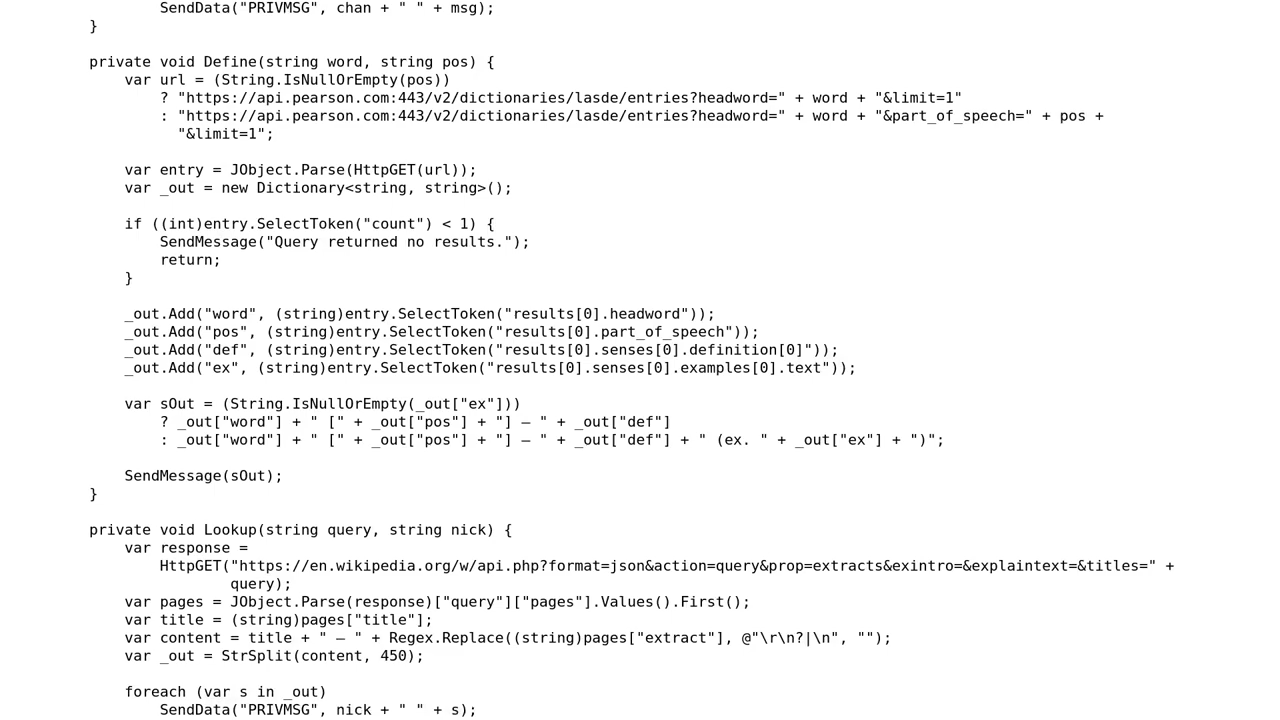 SendData("PRIVMSG", chan + " " + msg);
}
private void Define(string word, string pos) {
var url = (String.IsNullOrEmpty(pos))
? "https://api.pearson.com:443/v2/dictionaries/lasde/entries?headword=" + word + "&limit=1"
: "https://api.pearson.com:443/v2/dictionaries/lasde/entries?headword=" + word + "&part_of_speech=" + pos +
"&limit=1";
var entry = JObject.Parse(HttpGET(url));
var _out = new Dictionary<string, string>();
if ((int)entry.SelectToken("count") < 1) {
SendMessage("Query returned no results.");
return;
}
_out.Add("word", (string)entry.SelectToken("results[0].headword"));
_out.Add("pos", (string)entry.SelectToken("results[0].part_of_speech"));
_out.Add("def", (string)entry.SelectToken("results[0].senses[0].definition[0]"));
_out.Add("ex", (string)entry.SelectToken("results[0].senses[0].examples[0].text"));
var sOut = (String.IsNullOrEmpty(_out["ex"]))
? _out["word"] + " [" + _out["pos"] + "] — " + _out["def"]
: _out["word"] + " [" + _out["pos"] + "] — " + _out["def"] + " (ex. " + _out["ex"] + ")";
SendMessage(sOut);
}
private void Lookup(string query, string nick) {
var response =
HttpGET("https://en.wikipedia.org/w/api.php?format=json&action=query&prop=extracts&exintro=&explaintext=&titles=" +
query);
var pages = JObject.Parse(response)["query"]["pages"].Values().First();
var title = (string)pages["title"];
var content = title + " — " + Regex.Replace((string)pages["extract"], @"\r\n?|\n", "");
var _out = StrSplit(content, 450);
foreach (var s in _out)
SendData("PRIVMSG", nick + " " + s);